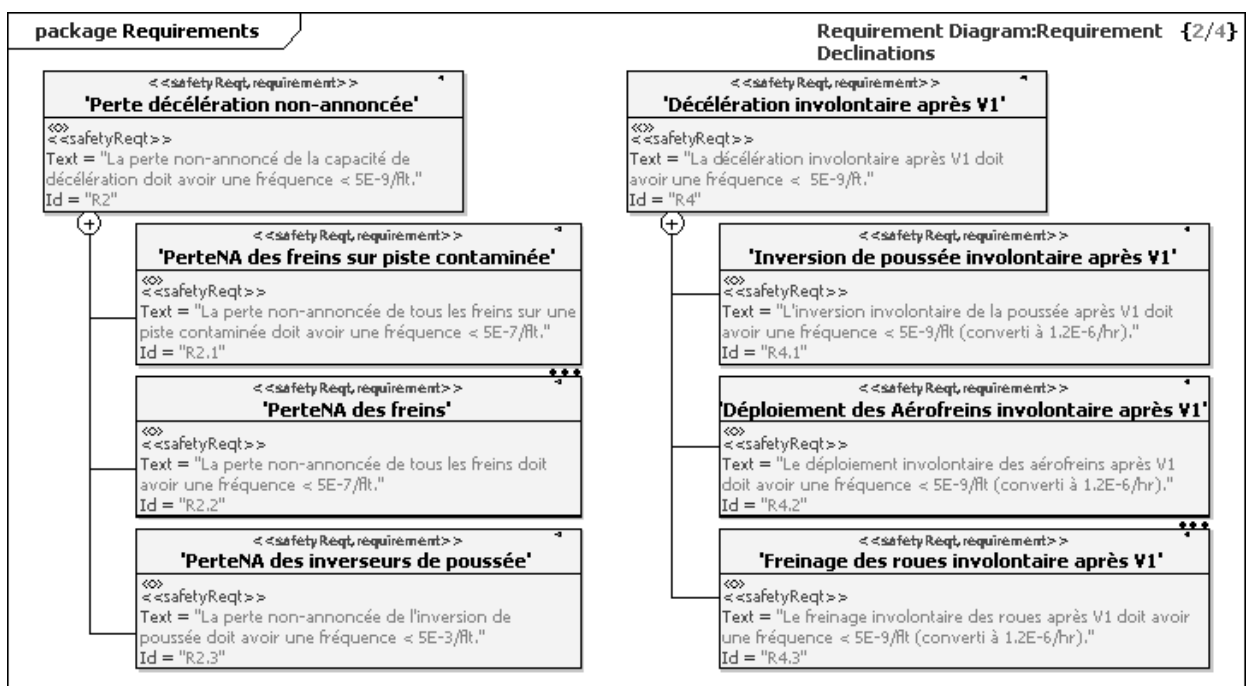 package Requirements
Requirement Diagram:Requirement {2/4}
Declinations
<<safetyReqt,requirement>>
'Perte décélération non-annoncée'
<<safetyReqt>>
Text = "La perte non-annoncé de la capacité de
décélération doit avoir une fréquence < 5E-9/flt."
Id = "R2"
<<safetyReqt,requirement>>
'PerteNA des freins sur piste contaminée'
<<safetyReqt>>
Text = "La perte non-annoncée de tous les freins sur une
piste contaminée doit avoir une fréquence < 5E-7/flt."
Id = "R2.1"
<<safetyReqt,requirement>>
'PerteNA des freins'
<<safetyReqt>>
Text = "La perte non-annoncée de tous les freins doit
avoir une fréquence < 5E-7/flt."
Id = "R2.2"
<<safetyReqt,requirement>>
'PerteNA des inverseurs de poussée'
<<safetyReqt>>
Text = "La perte non-annoncée de l'inversion de
poussée doit avoir une fréquence < 5E-3/flt."
Id = "R2.3"
<<safetyReqt,requirement>>
'Décélération involontaire après V1'
<<safetyReqt>>
Text = "La décélération involontaire après V1 doit
avoir une fréquence < 5E-9/flt."
Id = "R4"
<<safetyReqt,requirement>>
'Inversion de poussée involontaire après V1'
<<safetyReqt>>
Text = "L'inversion involontaire de la poussée après V1 doit
avoir une fréquence < 5E-9/flt (converti à 1.2E-6/hr)."
Id = "R4.1"
<<safetyReqt,requirement>>
'Déploiement des Aérofreins involontaire après V1'
<<safetyReqt>>
Text = "Le déploiement involontaire des aérofreins après V1
doit avoir une fréquence < 5E-9/flt (converti à 1.2E-6/hr)."
Id = "R4.2"
<<safetyReqt,requirement>>
'Freinage des roues involontaire après V1'
<<safetyReqt>>
Text = "Le freinage involontaire des roues après V1 doit avoir
une fréquence < 5E-9/flt (converti à 1.2E-6/hr)."
Id = "R4.3"